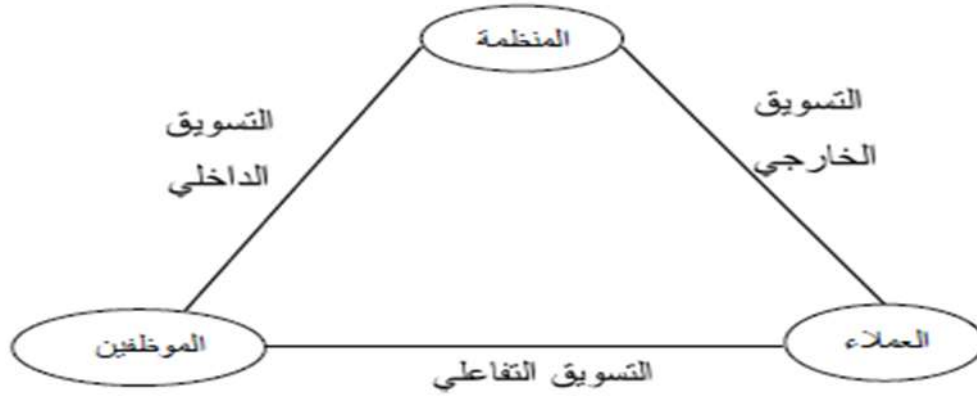 المنظمة
التسويق
الخارجي
التسويق
الداخلي
العملاء
الموظفين
التسويق التفاعلي